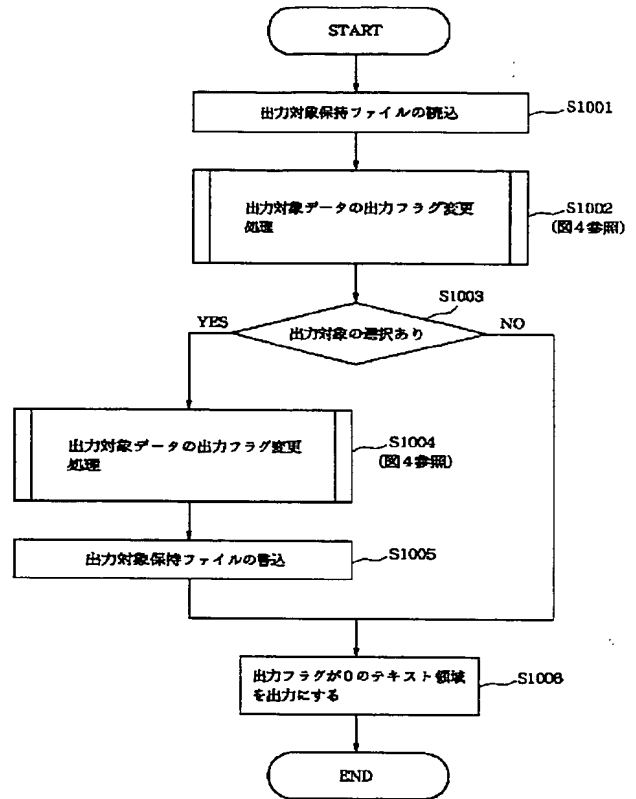 START
出力対象保持ファイルの読込
S1001
出力対象データの出力フラグ変更
処理
S1002
(図4参照)
S1003
出力対象の選択あり
YES
NO
出力対象データの出力フラグ変更
処理
S1004
(図4参照)
出力対象保持ファイルの書込
S1005
出力フラグが0のテキスト領域
を出力にする
S1006
END